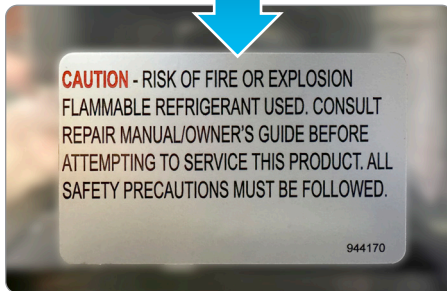 CAUTION - RISK OF FIRE OR EXPLOSION
FLAMMABLE REFRIGERANT USED. CONSULT
REPAIR MANUAL/OWNER'S GUIDE BEFORE
ATTEMPTING TO SERVICE THIS PRODUCT. ALL
SAFETY PRECAUTIONS MUST BE FOLLOWED.
944170